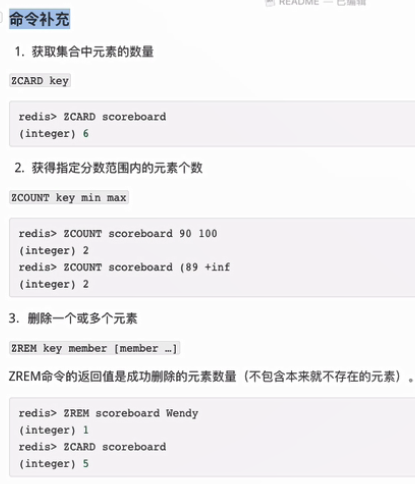 README — 已编辑
命令补充
1. 获取集合中元素的数量
ZCARD key
redis> ZCARD scoreboard
(integer) 6
2. 获得指定分数范围内的元素个数
ZCOUNT key min max
redis> ZCOUNT scoreboard 90 100
(integer) 2
redis> ZCOUNT scoreboard (89 +inf
(integer) 2
3. 删除一个或多个元素
ZREM key member [member …]
ZREM命令的返回值是成功删除的元素数量（不包含本来就不存在的元素）。
redis> ZREM scoreboard Wendy
(integer) 1
redis> ZCARD scoreboard
(integer) 5